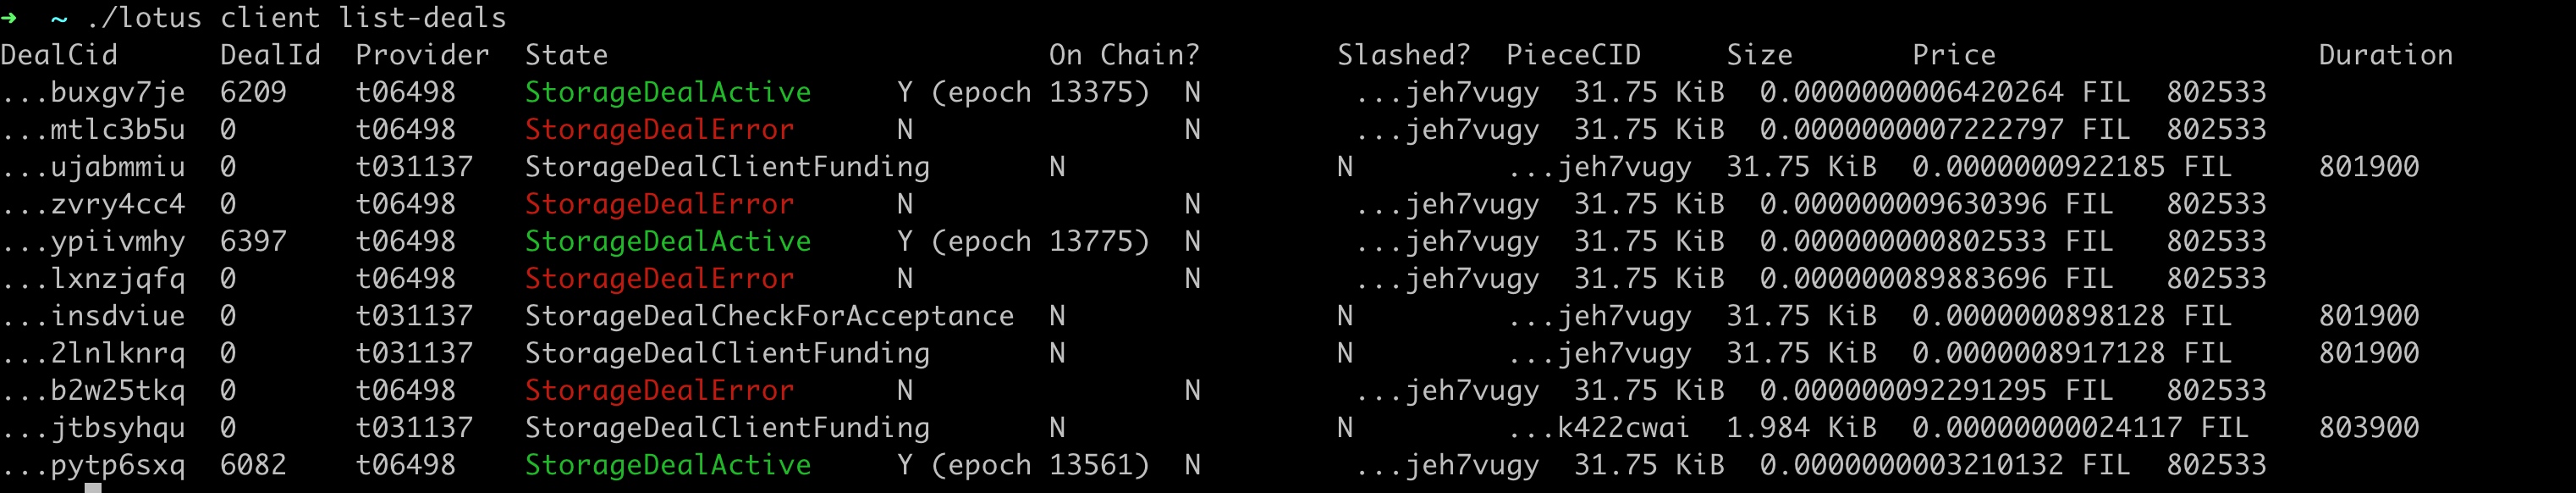 ➜  ~ ./lotus client list-deals
DealCid      DealId  Provider  State                          On Chain?        Slashed?  PieceCID     Size       Price                        Duration
...buxgv7je  6209    t06498    StorageDealActive     Y (epoch 13375)  N         ...jeh7vugy  31.75 KiB  0.0000000006420264 FIL  802533
...mtlc3b5u  0       t06498    StorageDealError      N                N         ...jeh7vugy  31.75 KiB  0.0000000007222797 FIL  802533
...ujabmmiu  0       t031137   StorageDealClientFunding       N                N         ...jeh7vugy  31.75 KiB  0.0000000922185 FIL     801900
...zvry4cc4  0       t06498    StorageDealError      N                N         ...jeh7vugy  31.75 KiB  0.000000009630396 FIL   802533
...ypiivmhy  6397    t06498    StorageDealActive     Y (epoch 13775)  N         ...jeh7vugy  31.75 KiB  0.000000000802533 FIL   802533
...lxnzjqfq  0       t06498    StorageDealError      N                N         ...jeh7vugy  31.75 KiB  0.000000089883696 FIL   802533
...insdviue  0       t031137   StorageDealCheckForAcceptance  N                N         ...jeh7vugy  31.75 KiB  0.0000000898128 FIL     801900
...2lnlknrq  0       t031137   StorageDealClientFunding       N                N         ...jeh7vugy  31.75 KiB  0.0000008917128 FIL     801900
...b2w25tkq  0       t06498    StorageDealError      N                N         ...jeh7vugy  31.75 KiB  0.000000092291295 FIL   802533
...jtbsyhqu  0       t031137   StorageDealClientFunding       N                N         ...k422cwai  1.984 KiB  0.00000000024117 FIL    803900
...pytp6sxq  6082    t06498    StorageDealActive     Y (epoch 13561)  N         ...jeh7vugy  31.75 KiB  0.0000000003210132 FIL  802533